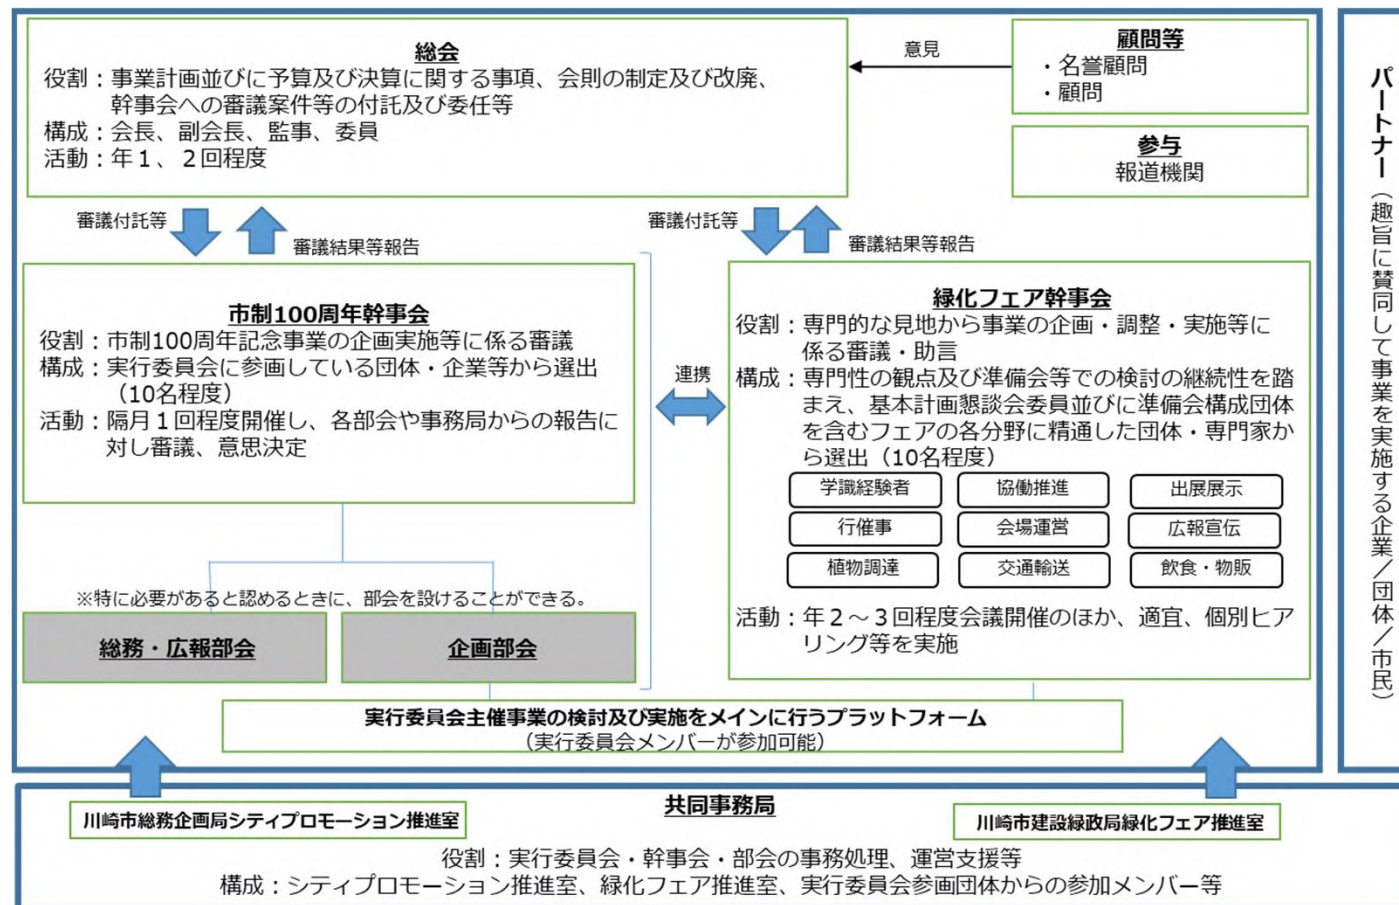 総会
役割：事業計画並びに予算及び決算に関する事項、会則の制定及び改廃、
幹事会への審議案件等の付託及び委任等
構成：会長、副会長、監事、委員
活動：年１、２回程度
意見
顧問等
・名誉顧問
・顧問
参与
報道機関
審議付託等
審議結果等報告
審議付託等
審議結果等報告
市制100周年幹事会
役割：市制100周年記念事業の企画実施等に係る審議
構成：実行委員会に参画している団体・企業等から選出
（10名程度）
活動：隔月１回程度開催し、各部会や事務局からの報告に
対し審議、意思決定
連携
緑化フェア幹事会
役割：専門的な見地から事業の企画・調整・実施等に
係る審議・助言
構成：専門性の観点及び準備会等での検討の継続性を踏
まえ、基本計画懇談会委員並びに準備会構成団体
を含むフェアの各分野に精通した団体・専門家か
ら選出（10名程度）
学識経験者
協働推進
出展展示
行催事
会場運営
広報宣伝
植物調達
交通輸送
飲食・物販
活動：年２～３回程度会議開催のほか、適宜、個別ヒア
リング等を実施
※特に必要があると認めるときに、部会を設けることができる。
総務・広報部会
企画部会
実行委員会主催事業の検討及び実施をメインに行うプラットフォーム
（実行委員会メンバーが参加可能）
パートナー（趣旨に賛同して事業を実施する企業／団体／市民）
共同事務局
川崎市総務企画局シティプロモーション推進室
川崎市建設緑政局緑化フェア推進室
役割：実行委員会・幹事会・部会の事務処理、運営支援等
構成：シティプロモーション推進室、緑化フェア推進室、実行委員会参画団体からの参加メンバー等